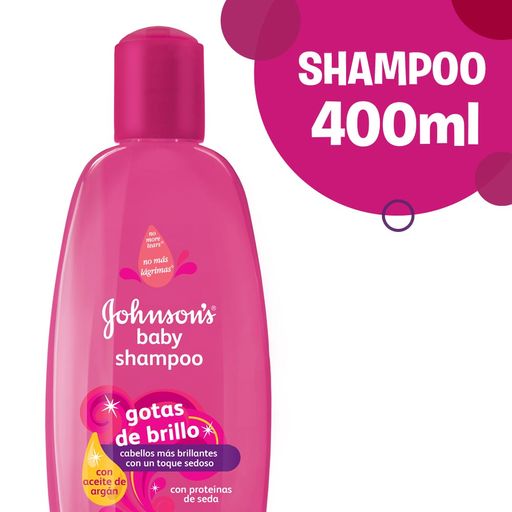 SHAMPOO
400ml
no
more
tears®
no más
lágrimas®
Johnson's®
baby
shampoo
gotas
de brillo
cabellos más brillantes
con un toque sedoso
con
aceite de
argán
con proteínas
de seda